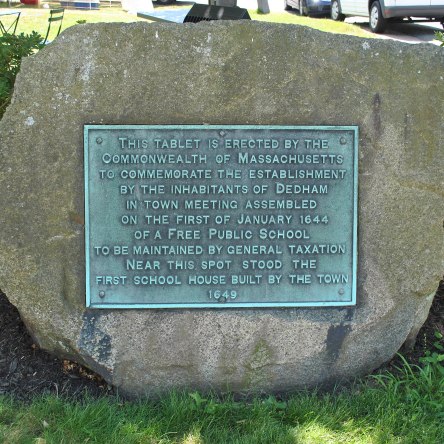 This tablet is erected by the
Commonwealth of Massachusetts
to commemorate the establishment
by the inhabitants of Dedham
in town meeting assembled
on the first of January 1644
of a Free Public School
to be maintained by general taxation
Near this spot stood the
first school house built by the town
1649